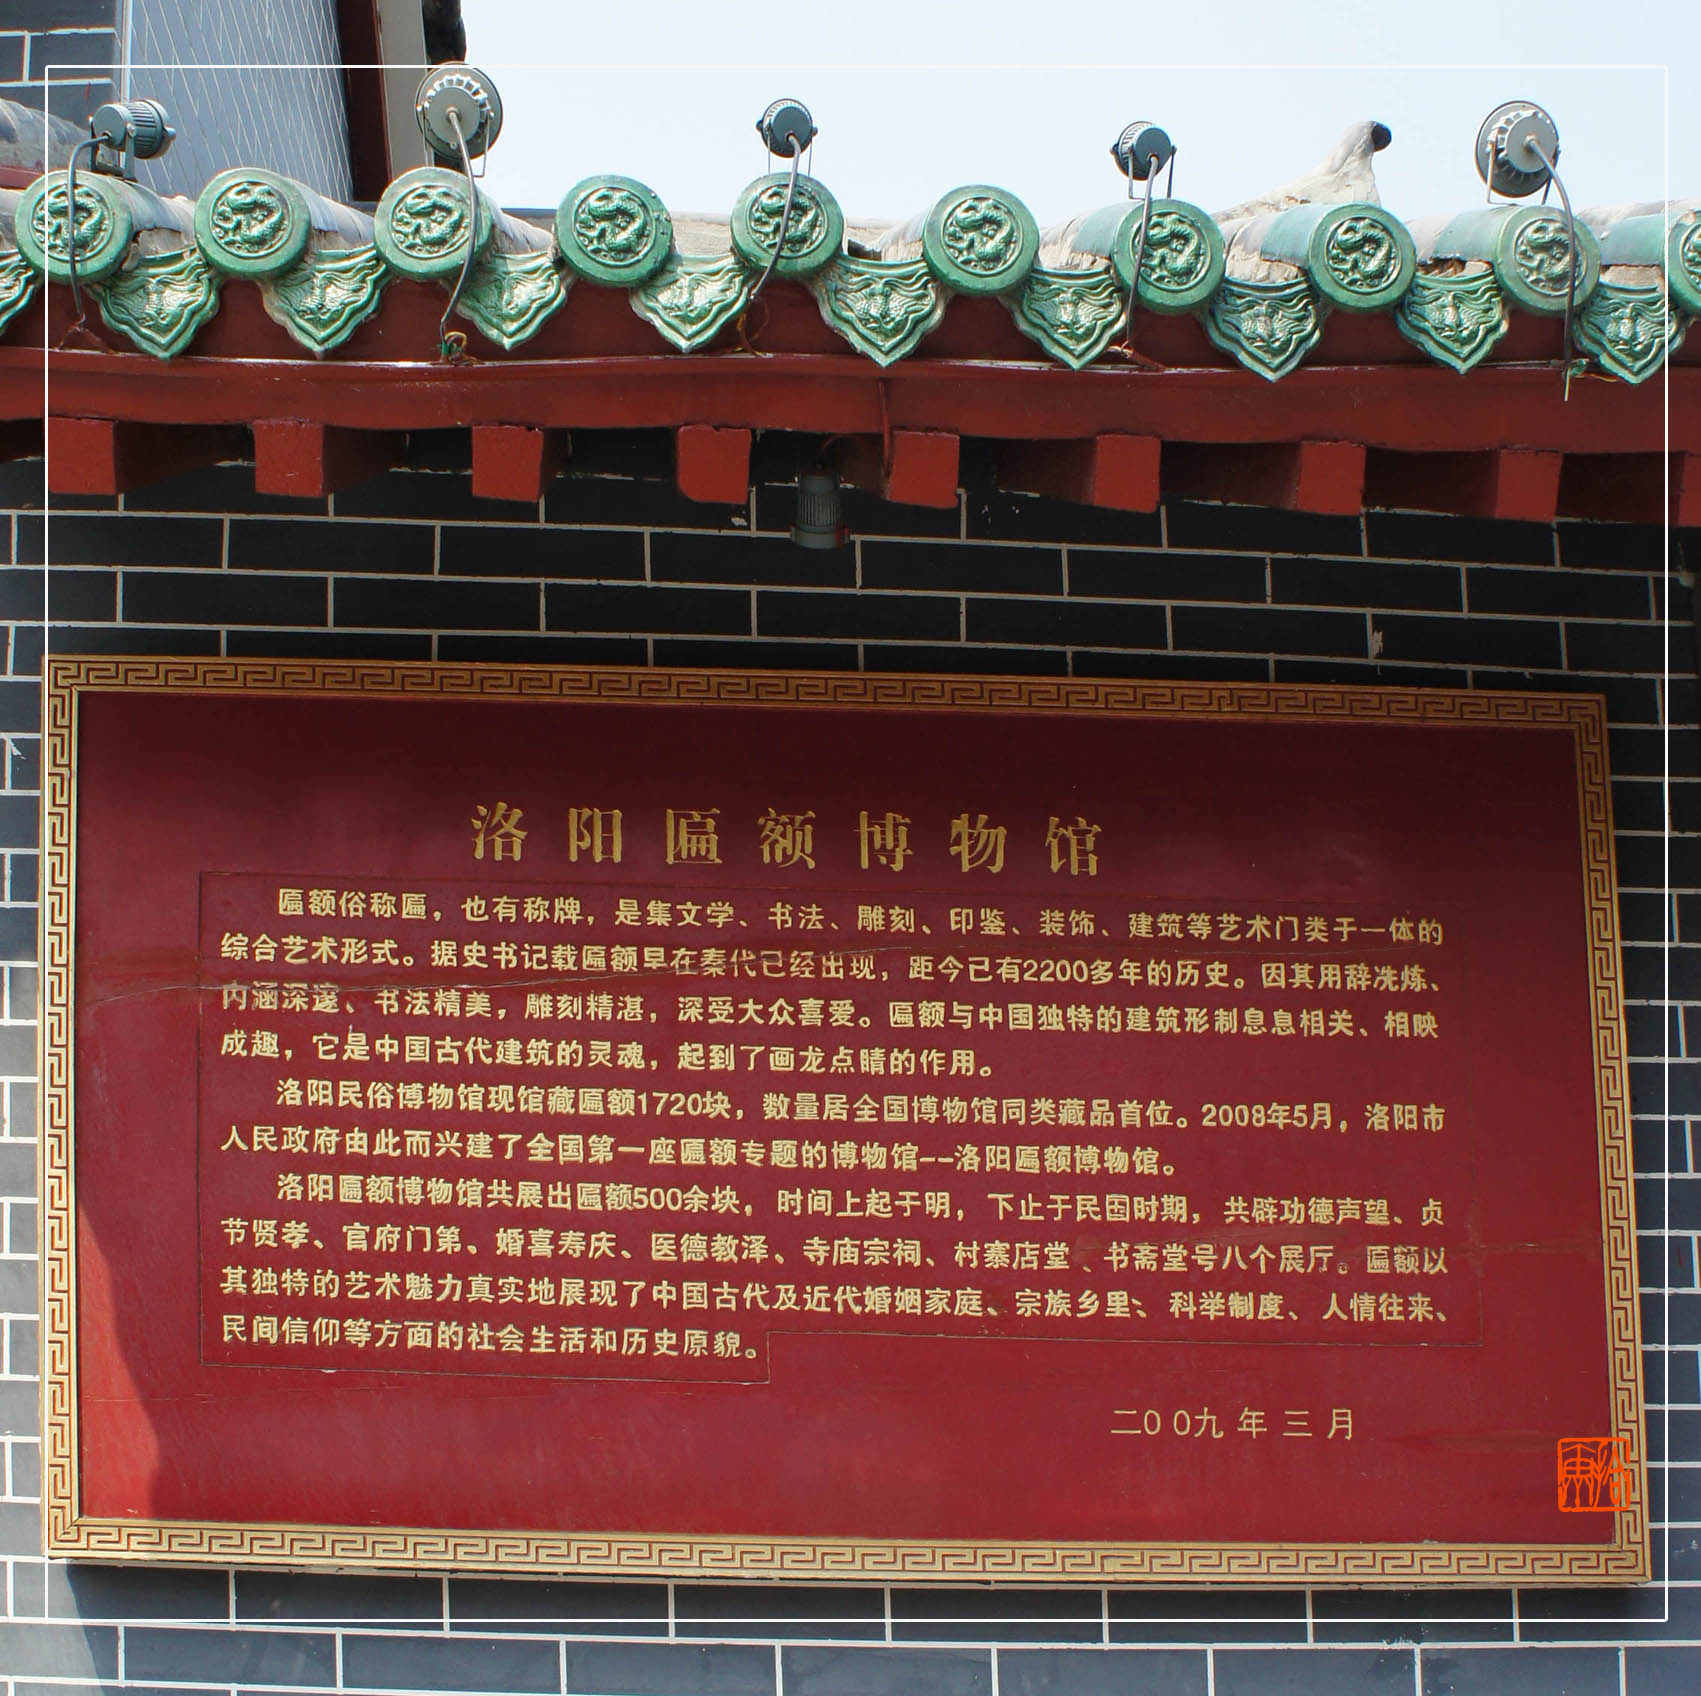 洛阳匾额博物馆
匾额俗称匾，也有称牌，是集文学、书法、雕刻、印鉴、装饰、建筑等艺术门类于一体的
综合艺术形式。据史书记载匾额早在秦代已经出现，距今已有2200多年的历史。因其用辞冼炼、
内涵深邃、书法精美，雕刻精湛，深受大众喜爱。匾额与中国独特的建筑形制息息相关、相映
成趣，它是中国古代建筑的灵魂，起到了画龙点睛的作用。
洛阳民俗博物馆现馆藏匾额1720块，数量居全国博物馆同类藏品首位。2008年5月，洛阳市
人民政府由此而兴建了全国第一座匾额专题的博物馆--洛阳匾额博物馆。
洛阳匾额博物馆共展出匾额500余块，时间上起于明，下止于民国时期，共辟功德声望、贞
节贤孝、官府门第、婚喜寿庆、医德教泽、寺庙宗祠、村寨店堂、书斋堂号八个展厅。匾额以
其独特的艺术魅力真实地展现了中国古代及近代婚姻家庭、宗族乡里、科举制度、人情往来、
民间信仰等方面的社会生活和历史原貌。
二00九年三月